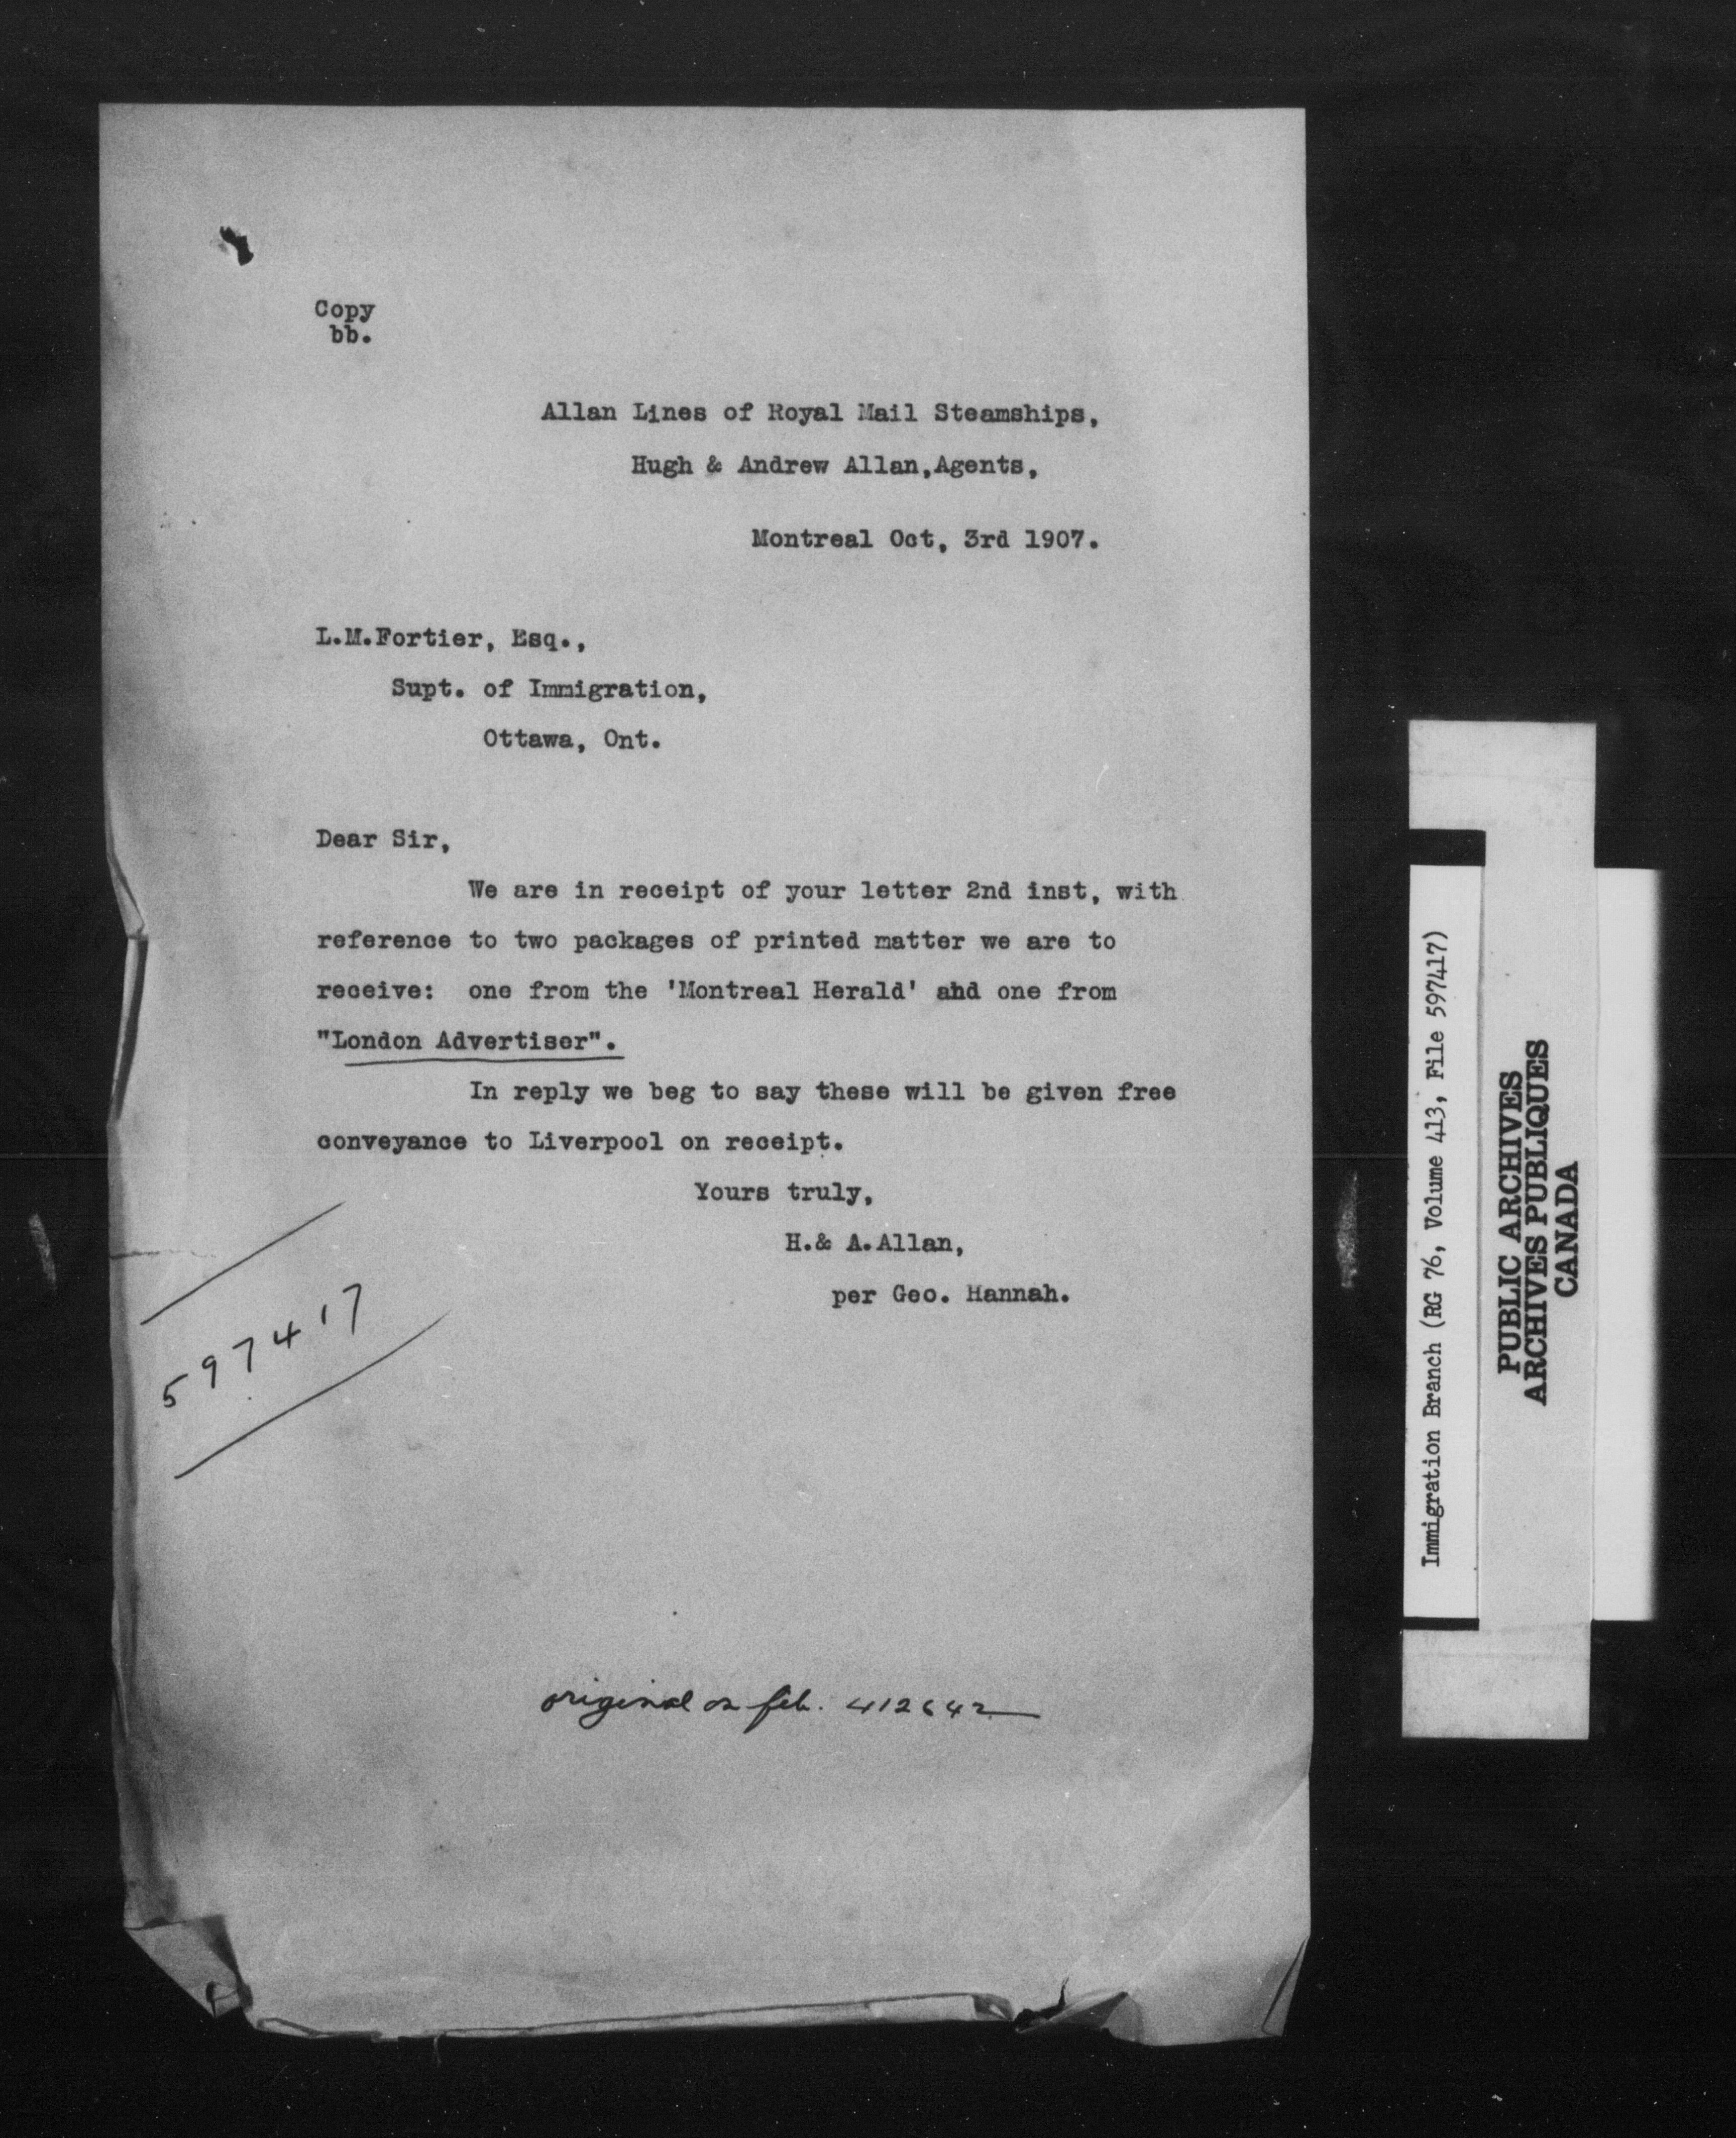 Copy
bb.
Allan Lines of Royal Mail Steamships,
Hugh & Andrew Allan,Agents,
Montreal Oct, 3rd 1907.
L.M.Fortier, Esq.,
Supt. of Immigration,
Ottawa, Ont.
Dear Sir,
We are in receipt of your letter 2nd inst, with
reference to two packages of printed matter we are to
receive: one from the 'Montreal Herald' and one from
"London Advertiser".
In reply we beg to say these will be given free
conveyance to Liverpool on receipt.
Yours truly,
H.& A.Allan,
per Geo. Hannah.
597417
original on file. 412642
Immigration Branch (RG 76, Volume 413, File 597417)
PUBLIC ARCHIVES
ARCHIVES PUBLIQUES
CANADA